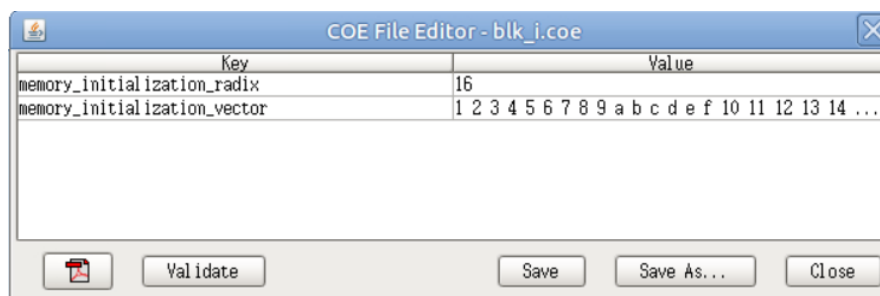 COE File Editor - blk_i.coe
Key Value
memory_initialization_radix 16
memory_initialization_vector 1 2 3 4 5 6 7 8 9 a b c d e f 10 11 12 13 14 ...
Validate Save Save As... Close